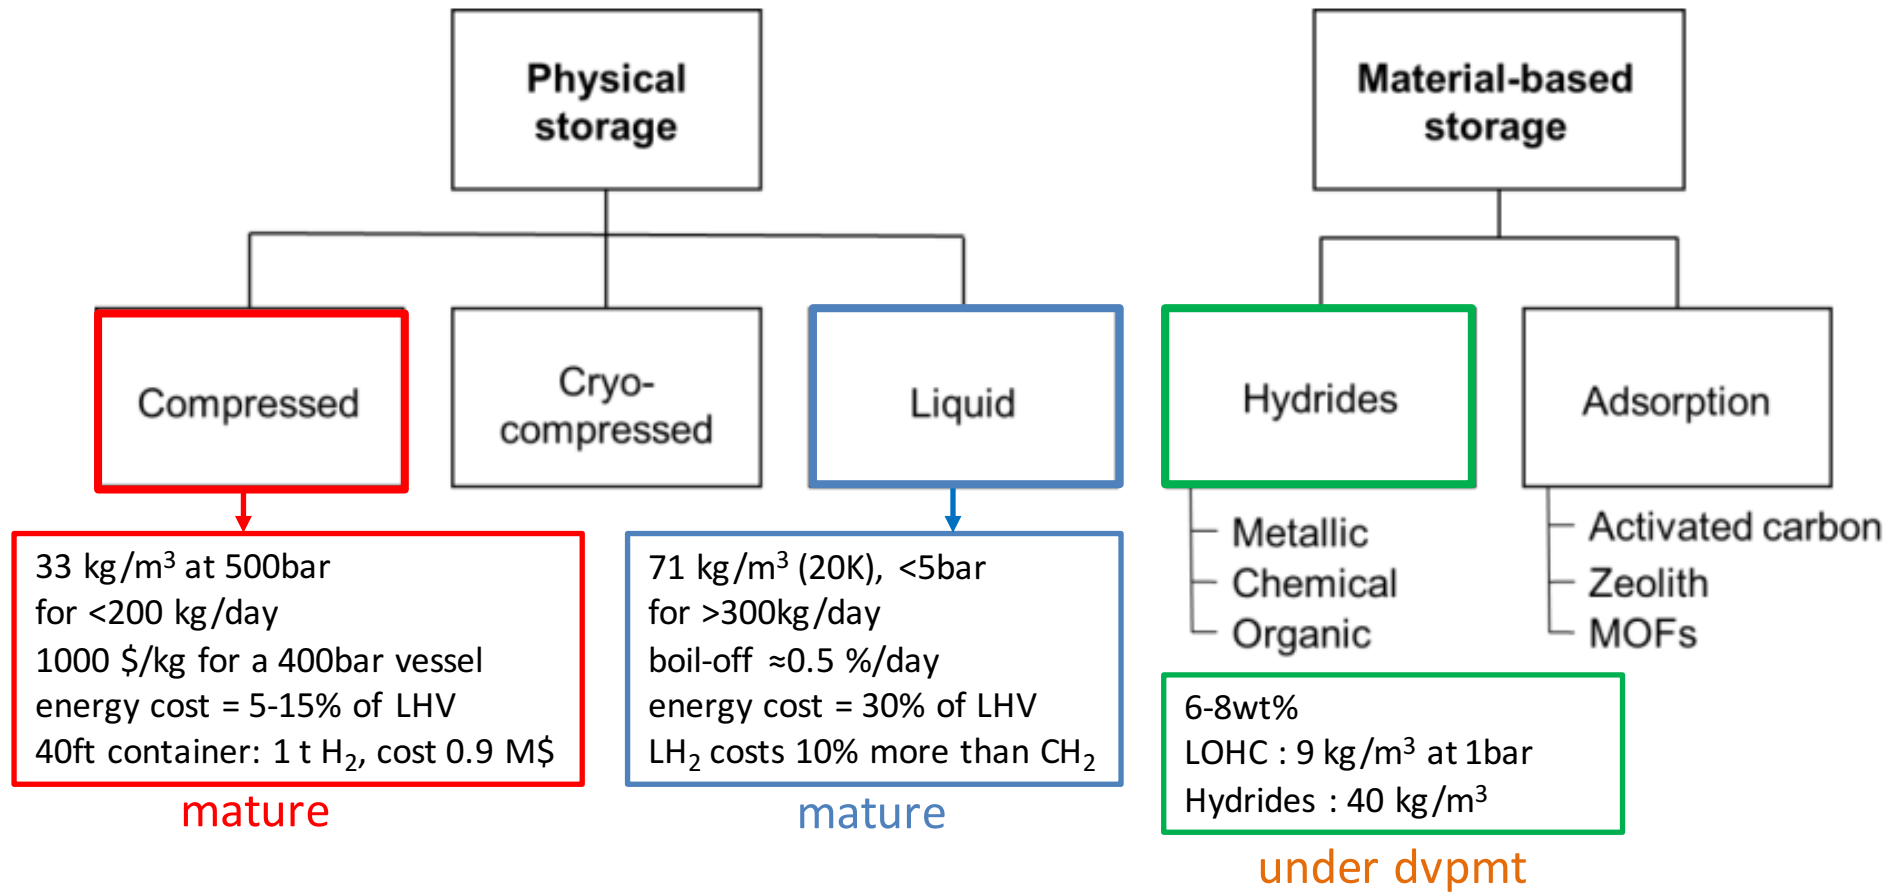 Physical
storage
Material-based
storage
Compressed
Cryo-
compressed
Liquid
Hydrides
Adsorption
33 kg/m³ at 500bar
for <200 kg/day
1000 $/kg for a 400bar vessel
energy cost = 5-15% of LHV
40ft container: 1 t H₂, cost 0.9 M$
mature
71 kg/m³ (20K), <5bar
for >300kg/day
boil-off ≈0.5 %/day
energy cost = 30% of LHV
LH₂ costs 10% more than CH₂
mature
Metallic
Chemical
Organic
Activated carbon
Zeolith
MOFs
6-8wt%
LOHC : 9 kg/m³ at 1bar
Hydrides : 40 kg/m³
under dvpmt